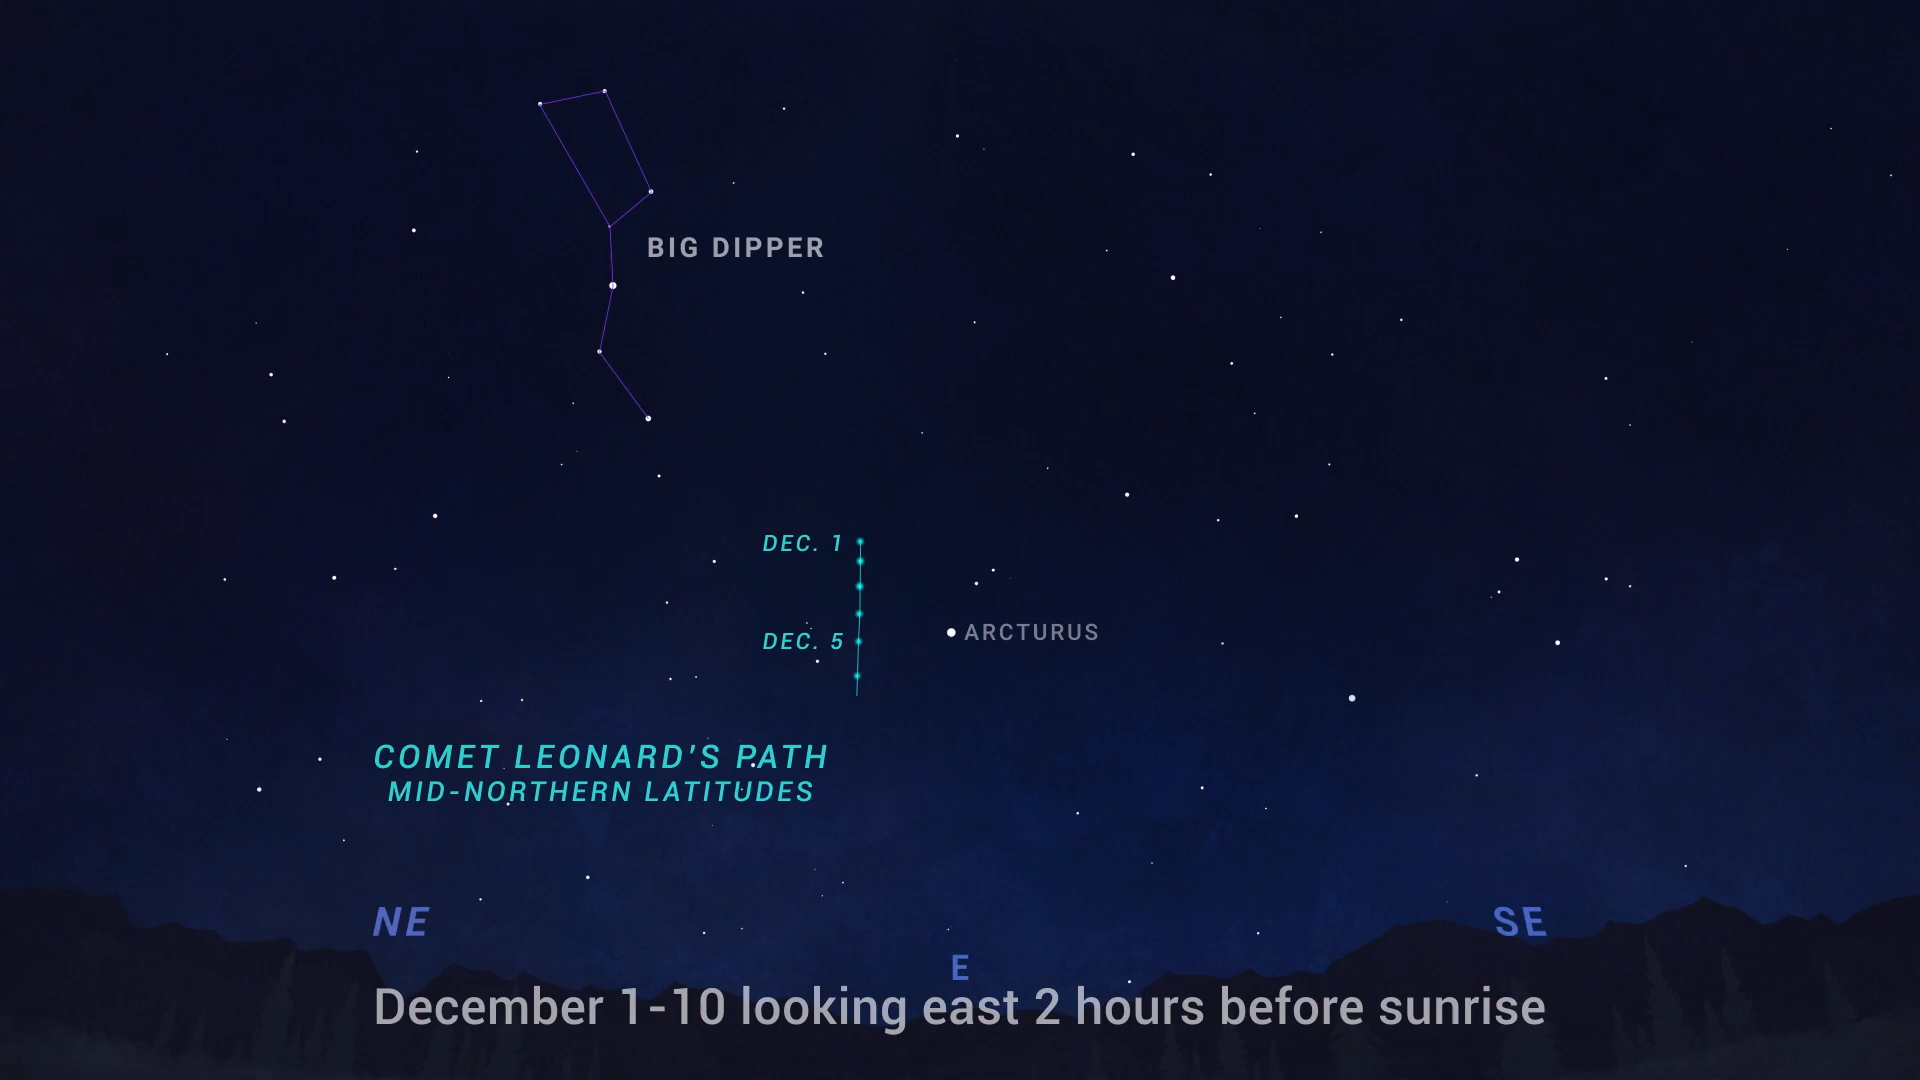 BIG DIPPER
DEC. 1
ARCTURUS
DEC. 5
COMET LEONARD'S PATH
MID-NORTHERN LATITUDES
NE
SE
E
December 1-10 looking east 2 hours before sunrise